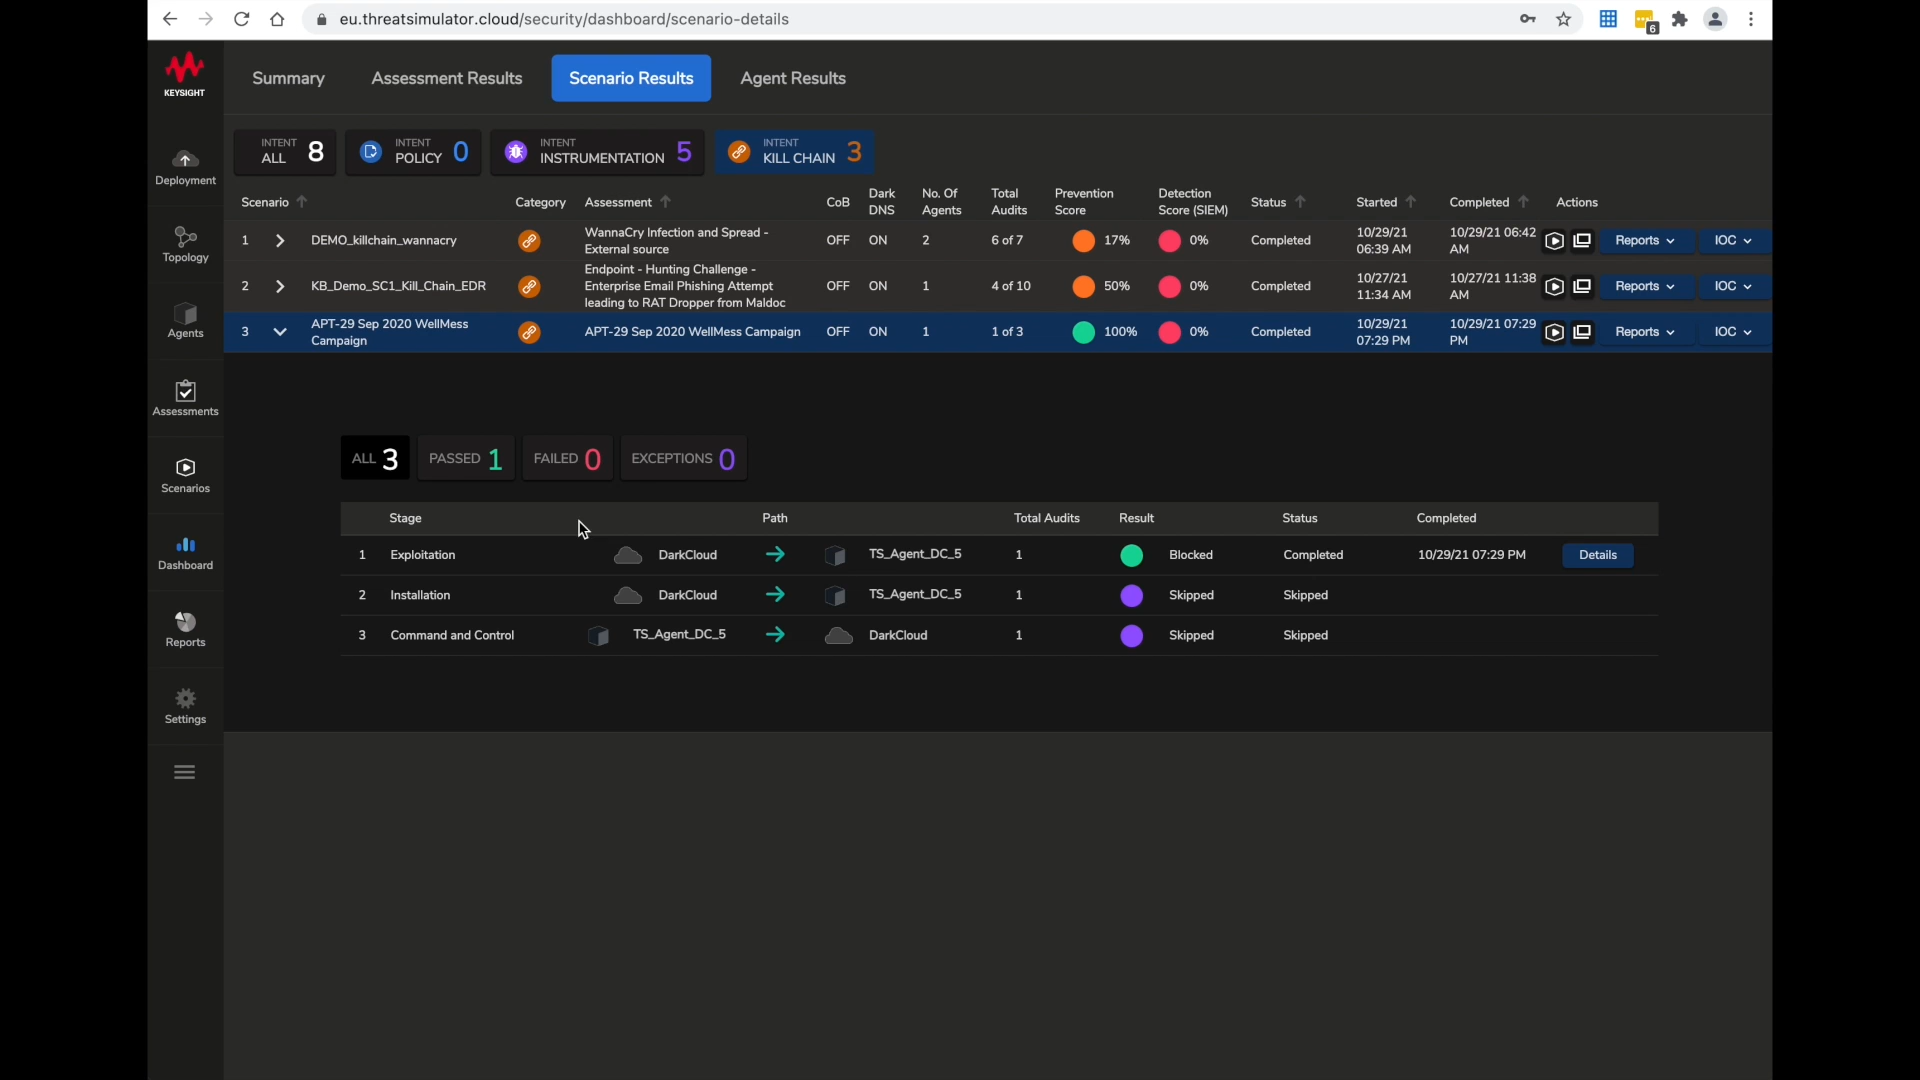 eu.threatsimulator.cloud/security/dashboard/scenario-details
6
KEYSIGHT
Summary
Assessment Results
Scenario Results
Agent Results
Deployment
Topology
Agents
Assessments
Scenarios
Dashboard
Reports
Settings
INTENT
ALL 8
INTENT
POLICY 0
INTENT
INSTRUMENTATION 5
INTENT
KILL CHAIN 3
Scenario
Category
Assessment
CoB
Dark
DNS
No. Of
Agents
Total
Audits
Prevention
Score
Detection
Score (SIEM)
Status
Started
Completed
Actions
1 DEMO_killchain_wannacry
WannaCry Infection and Spread -
External source
OFF ON 2 6 of 7 17% 0% Completed
10/29/21
06:39 AM
10/29/21 06:42
AM
Reports IOC
2 KB_Demo_SC1_Kill_Chain_EDR
Endpoint - Hunting Challenge -
Enterprise Email Phishing Attempt
leading to RAT Dropper from Maldoc
OFF ON 1 4 of 10 50% 0% Completed
10/27/21
11:34 AM
10/27/21 11:38
AM
Reports IOC
3 APT-29 Sep 2020 WellMess
Campaign
APT-29 Sep 2020 WellMess Campaign
OFF ON 1 1 of 3 100% 0% Completed
10/29/21
07:29 PM
10/29/21 07:29
PM
Reports IOC
ALL 3
PASSED 1
FAILED 0
EXCEPTIONS 0
Stage Path Total Audits Result Status Completed
1 Exploitation DarkCloud TS_Agent_DC_5 1 Blocked Completed 10/29/21 07:29 PM Details
2 Installation DarkCloud TS_Agent_DC_5 1 Skipped Skipped
3 Command and Control TS_Agent_DC_5 DarkCloud 1 Skipped Skipped